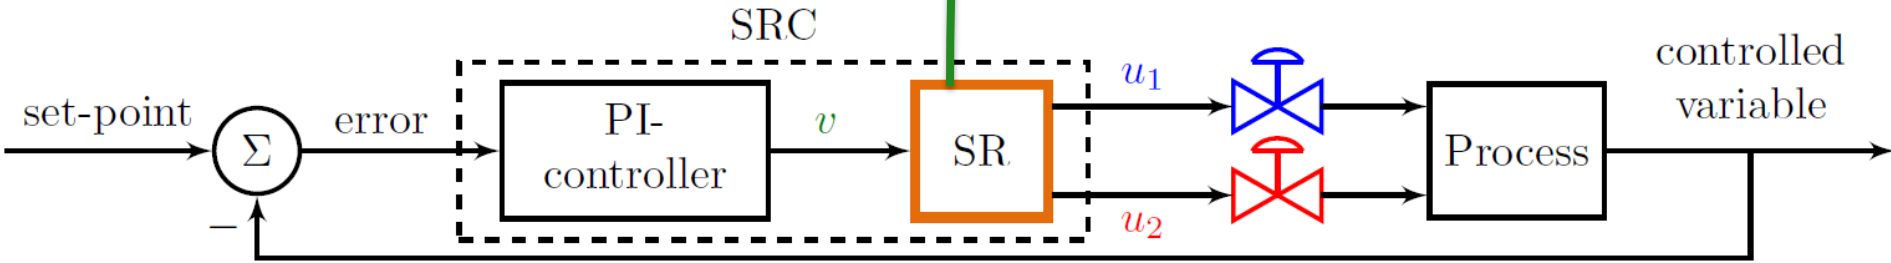 SRC
set-point
Σ
error
PI-
controller
v
SR
u₁
u₂
Process
controlled
variable
−